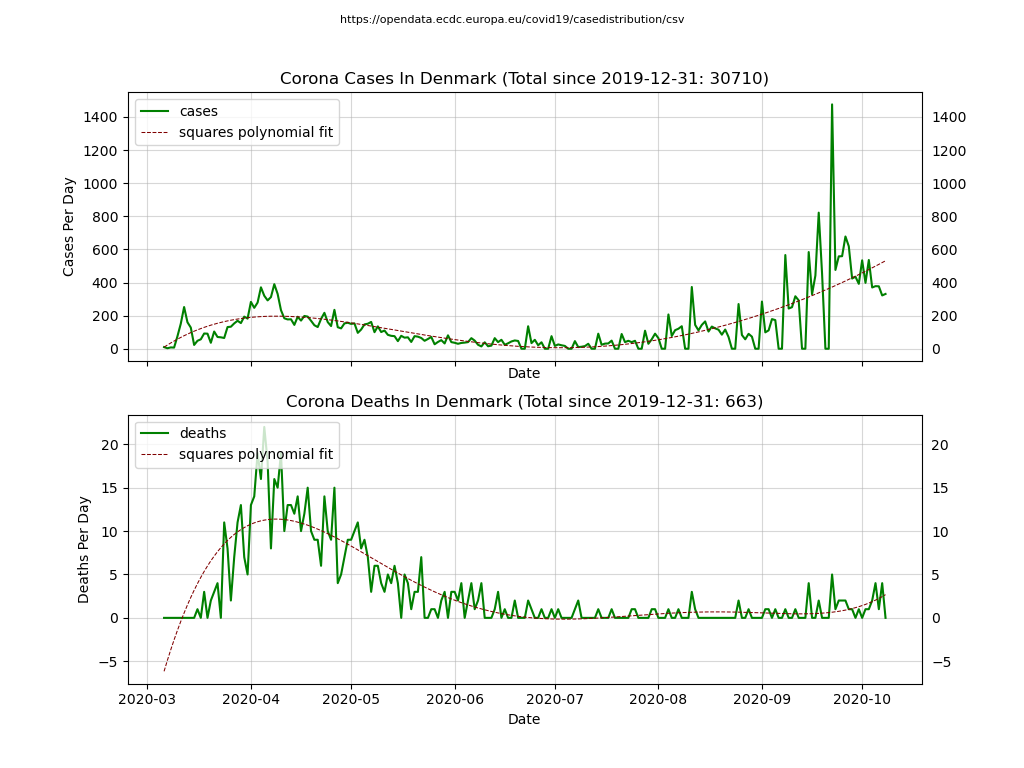 https://opendata.ecdc.europa.eu/covid19/casedistribution/csv
Corona Cases In Denmark (Total since 2019-12-31: 30710)
cases
squares polynomial fit
1400
1200
1000
800
600
400
200
0
1400
1200
1000
800
600
400
200
0
Cases Per Day
Date
Corona Deaths In Denmark (Total since 2019-12-31: 663)
deaths
squares polynomial fit
20
15
10
5
0
−5
20
15
10
5
0
−5
Deaths Per Day
2020-03 2020-04 2020-05 2020-06 2020-07 2020-08 2020-09 2020-10
Date